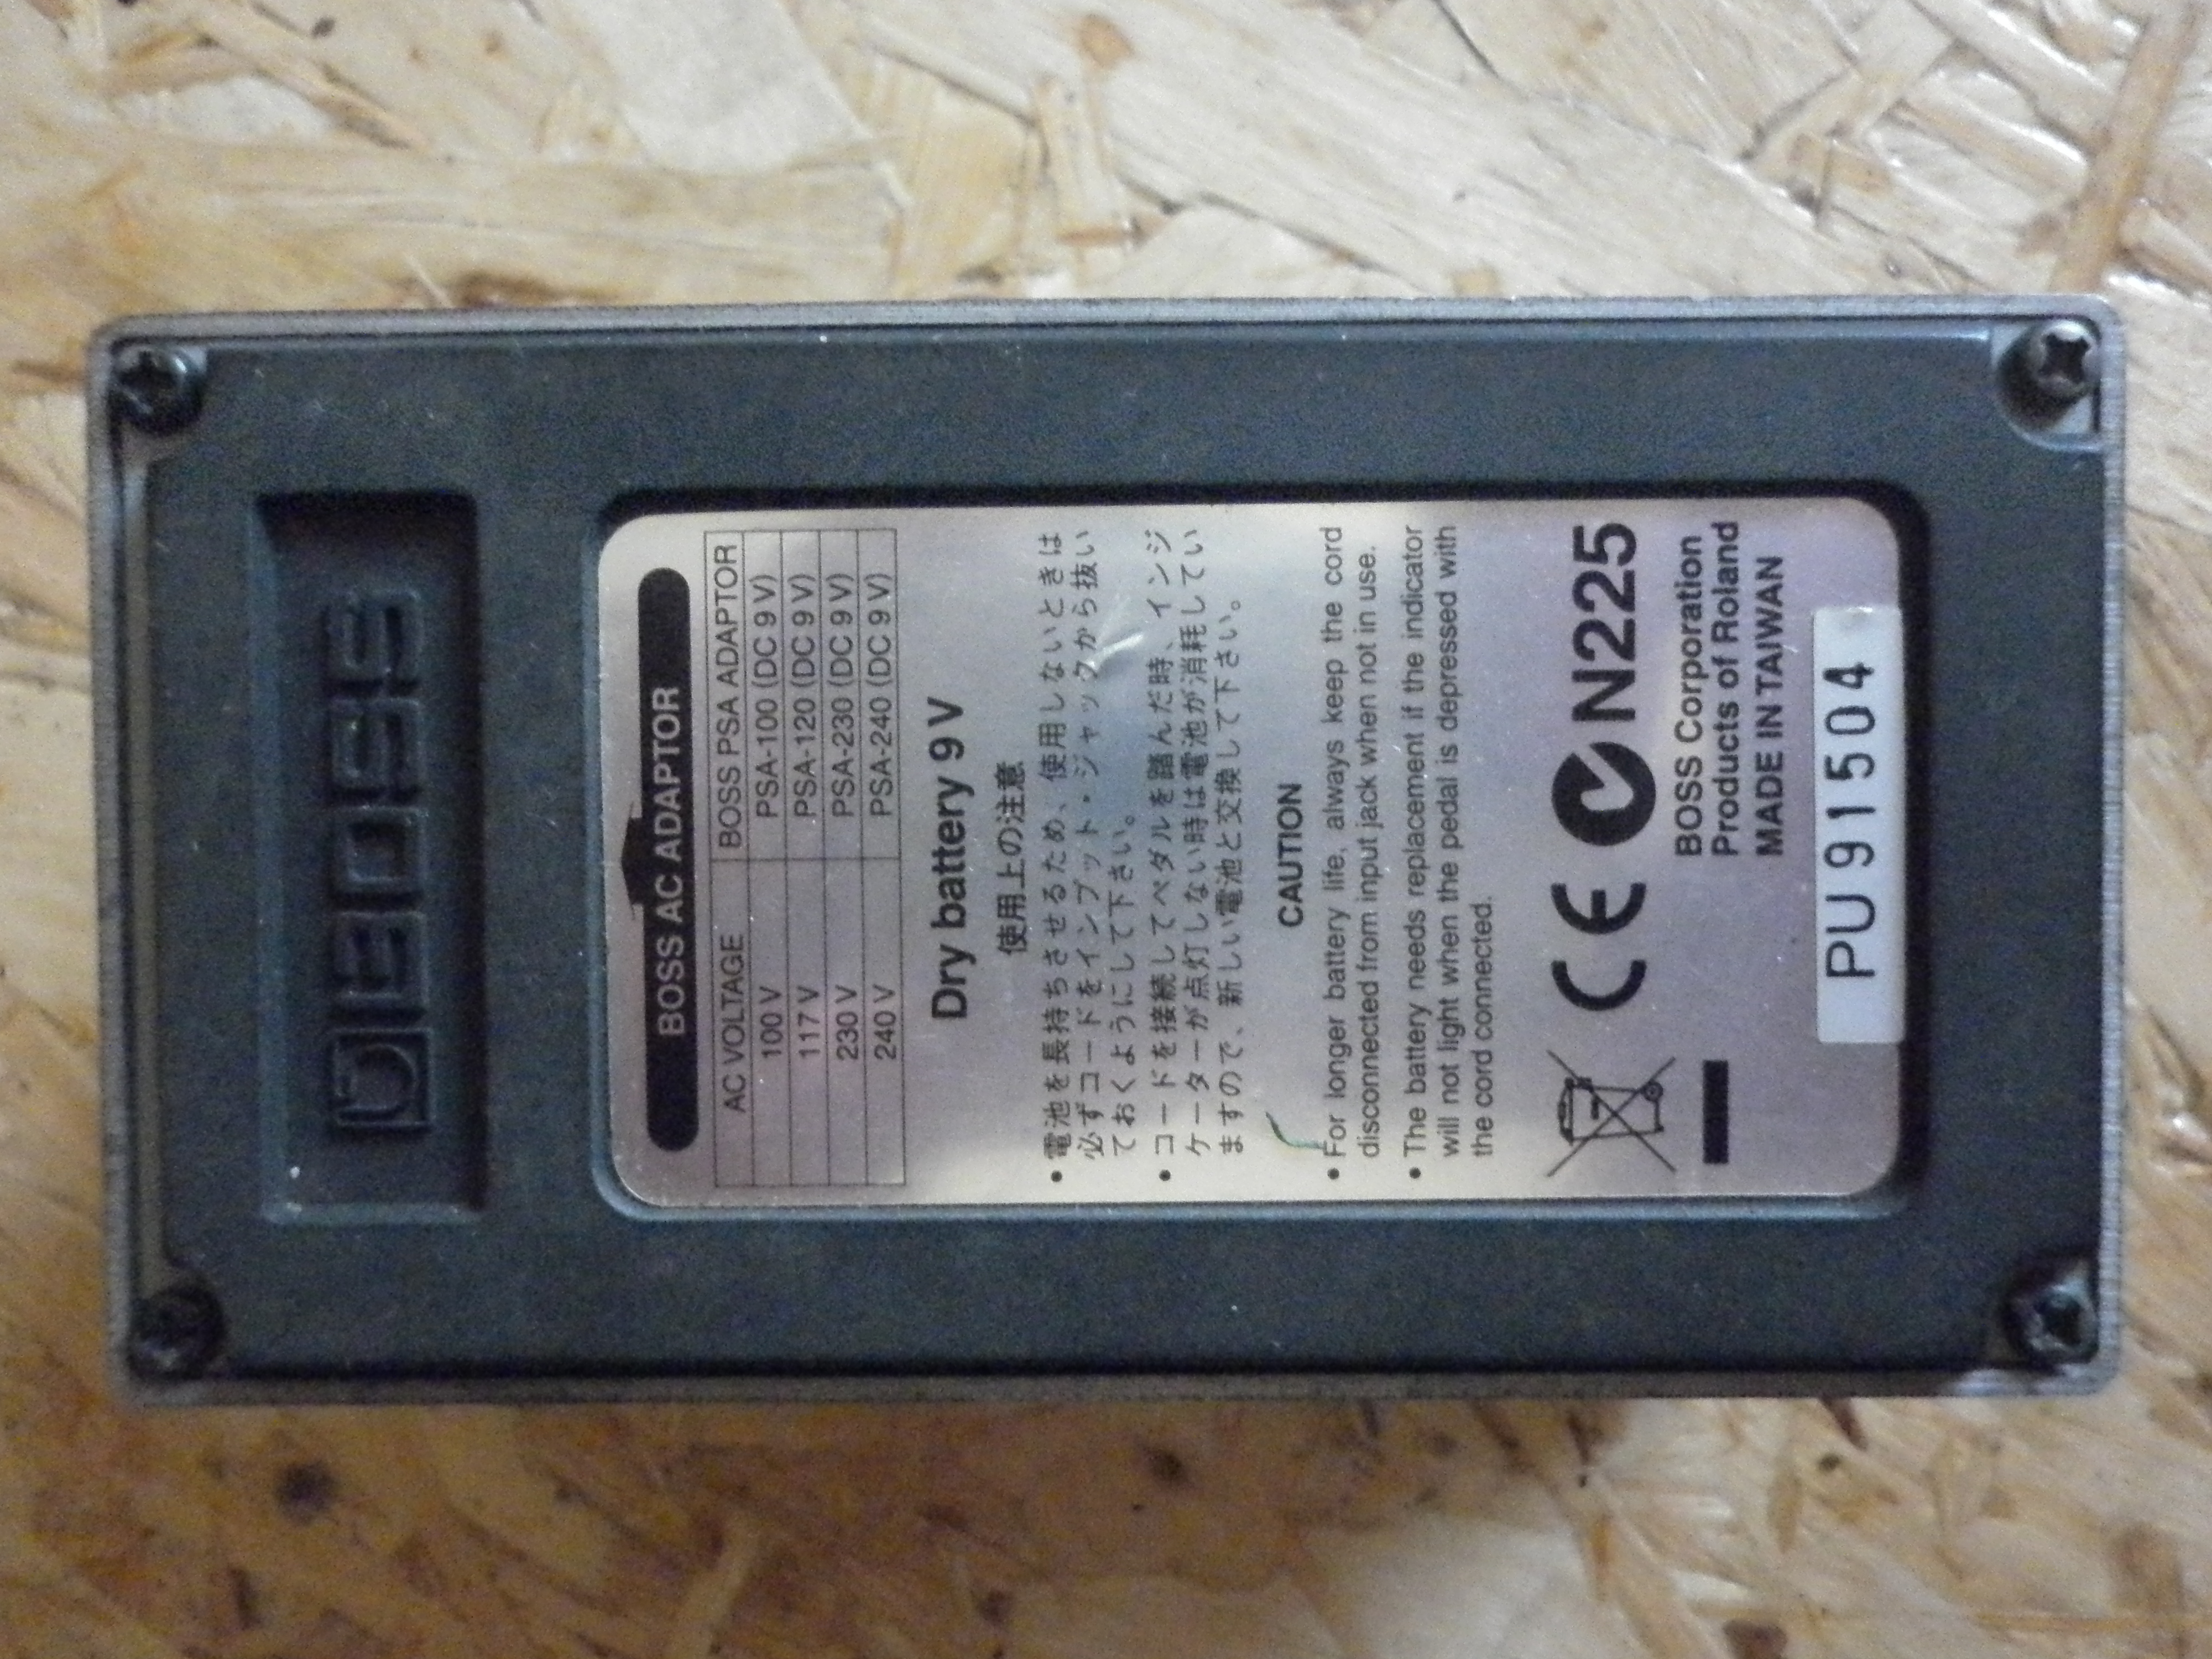 BOSS
BOSS AC ADAPTOR
AC VOLTAGE BOSS PSA ADAPTOR
100 V PSA-100 (DC 9 V)
117 V PSA-120 (DC 9 V)
230 V PSA-230 (DC 9 V)
240 V PSA-240 (DC 9 V)
Dry battery 9 V
使用上の注意
• 電池を長持ちさせるため、使用しないときは
必ずコードをインプット・ジャックから抜い
ておくようにして下さい。
• コードを接続してペダルを踏んだ時、インジ
ケーターが点灯しない時は電池が消耗してい
ますので、新しい電池と交換して下さい。
CAUTION
• For longer battery life, always keep the cord
disconnected from input jack when not in use.
• The battery needs replacement if the indicator
will not light when the pedal is depressed with
the cord connected.
CE N225
BOSS Corporation
Products of Roland
MADE IN TAIWAN
PU91504